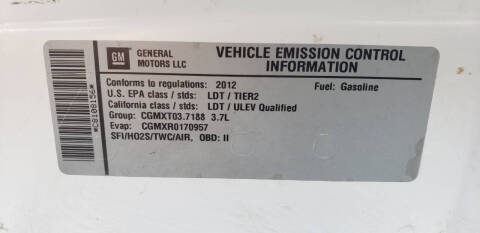 GM GENERAL MOTORS LLC
VEHICLE EMISSION CONTROL
INFORMATION
Conforms to regulations: 2012 Fuel: Gasoline
U.S. EPA class / stds: LDT / TIER2
California class / stds: LDT / ULEV Qualified
Group: CGMXT03.7188 3.7L
Evap: CGMXR0170957
SFI/HO2S/TWC/AIR, OBD: II
*C8108156*